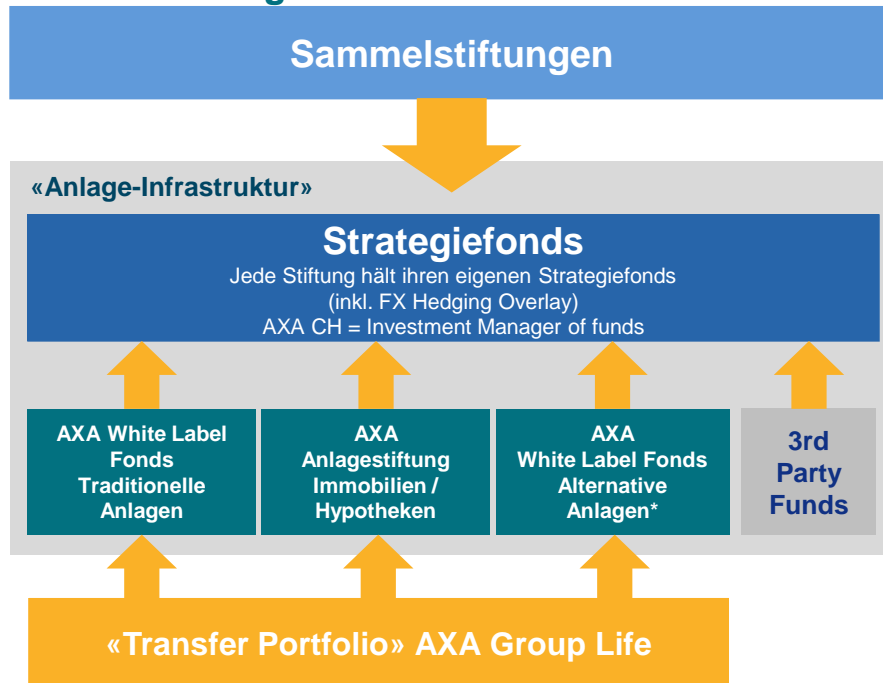 Sammelstiftungen
«Anlage-Infrastruktur»
Strategiefonds
Jede Stiftung hält ihren eigenen Strategiefonds
(inkl. FX Hedging Overlay)
AXA CH = Investment Manager of funds
AXA White Label
Fonds
Traditionelle
Anlagen
AXA
Anlagestiftung
Immobilien /
Hypotheken
AXA
White Label Fonds
Alternative
Anlagen*
3rd
Party
Funds
«Transfer Portfolio» AXA Group Life